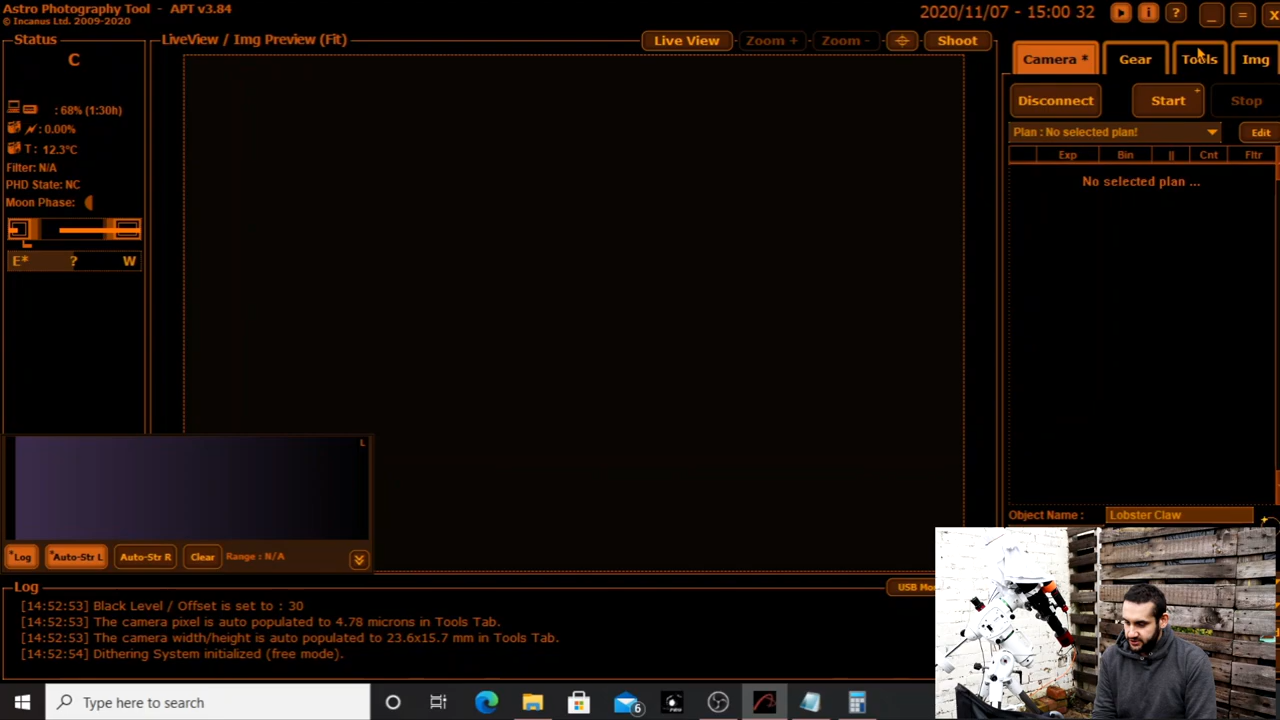 Astro Photography Tool - APT v3.84
© Incanus Ltd. 2009-2020
2020/11/07 - 15:00 32
i
?
Status
LiveView / Img Preview (Fit)
Live View
Zoom +
Zoom -
Shoot
Camera *
Gear
Tools
Img
C
: 68% (1:30h)
: 0.00%
T : 12.3°C
Filter: N/A
PHD State: NC
Moon Phase:
E* ? W
Disconnect
Start +
Stop
Plan : No selected plan!
Edit
Exp Bin || Cnt Fltr
No selected plan ...
Object Name : Lobster Claw
L
*Log
*Auto-Str L
Auto-Str R
Clear
Range : N/A
Log
[14:52:53] Black Level / Offset is set to : 30
[14:52:53] The camera pixel is auto populated to 4.78 microns in Tools Tab.
[14:52:53] The camera width/height is auto populated to 23.6x15.7 mm in Tools Tab.
[14:52:54] Dithering System initialized (free mode).
Type here to search
6